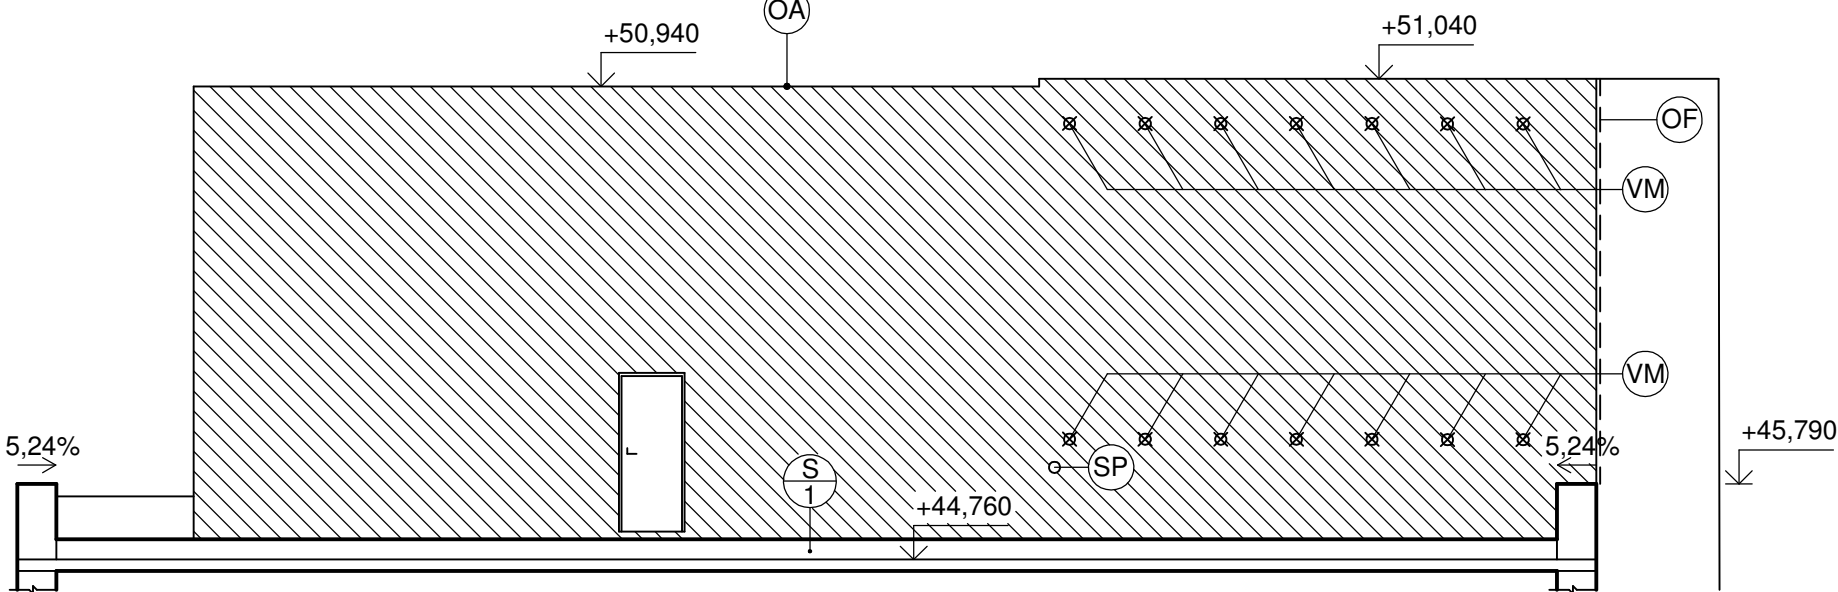 OA
+50,940
+51,040
OF
VM
VM
5,24%
5,24%
+45,790
S
1
SP
+44,760